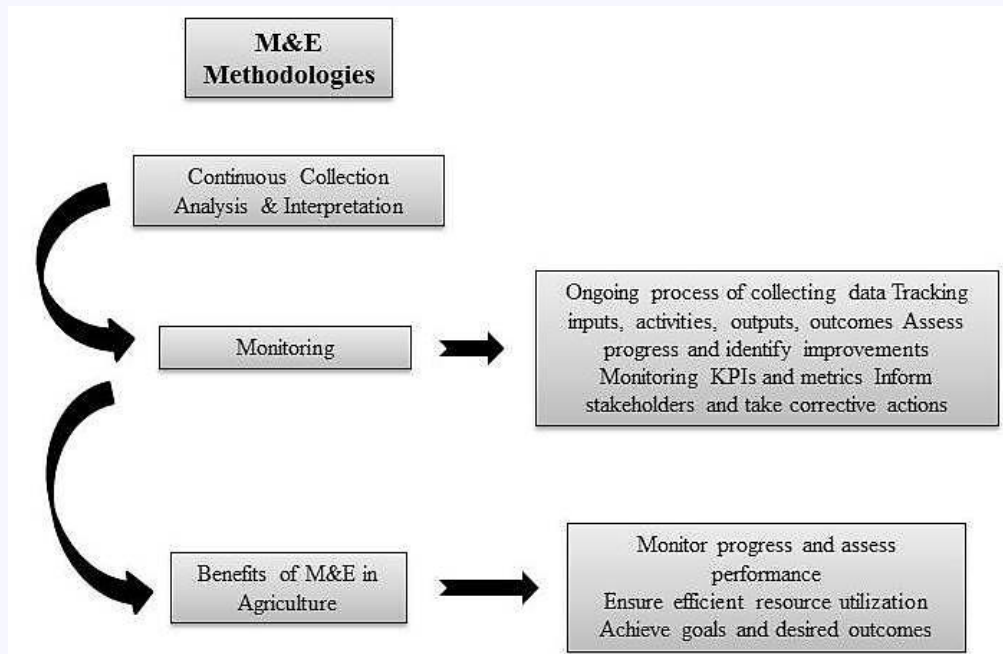 M&E
Methodologies
Continuous Collection
Analysis & Interpretation
Monitoring
Ongoing process of collecting data Tracking
inputs, activities, outputs, outcomes Assess
progress and identify improvements
Monitoring KPIs and metrics Inform
stakeholders and take corrective actions
Benefits of M&E in
Agriculture
Monitor progress and assess
performance
Ensure efficient resource utilization
Achieve goals and desired outcomes